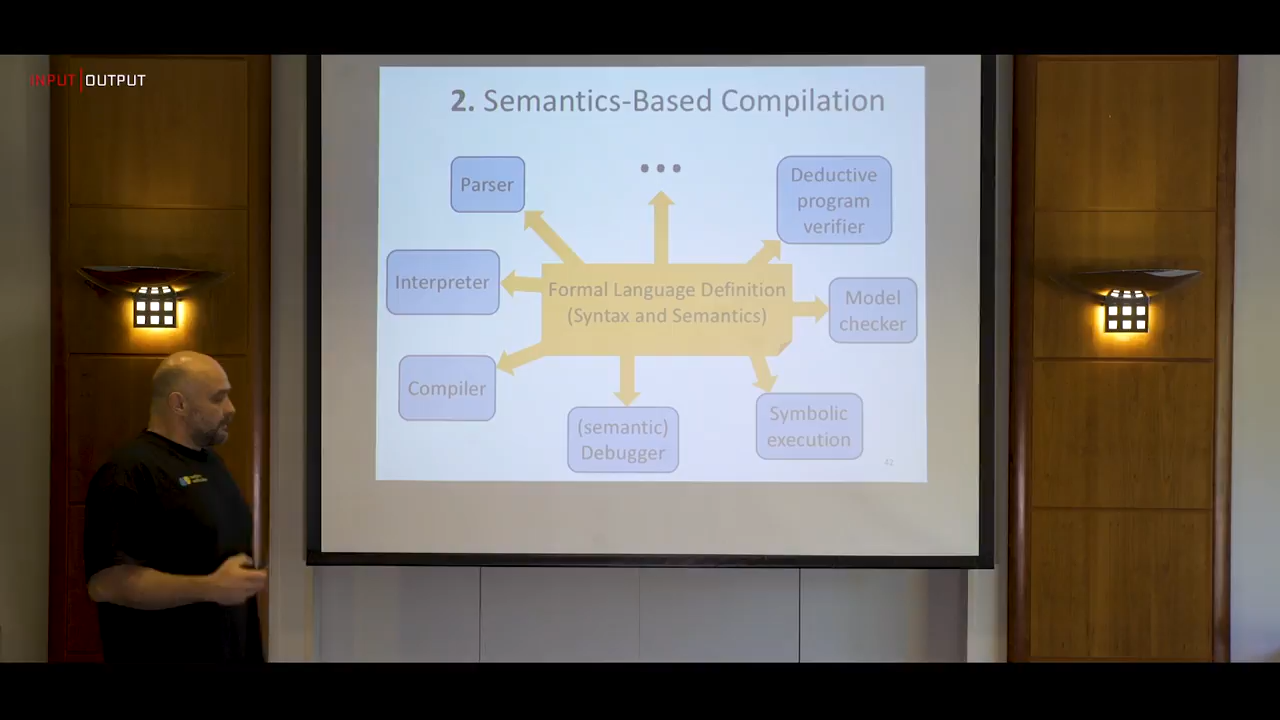 INPUT|OUTPUT
2. Semantics-Based Compilation
Parser
...
Deductive
program
verifier
Interpreter
Formal Language Definition
(Syntax and Semantics)
Model
checker
Compiler
(semantic)
Debugger
Symbolic
execution
42